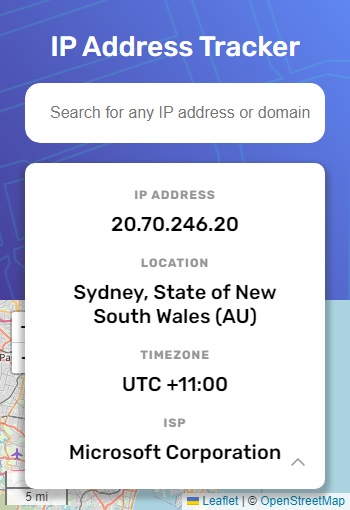 IP Address Tracker
Search for any IP address or domain
IP ADDRESS
20.70.246.20
LOCATION
Sydney, State of New
South Wales (AU)
TIMEZONE
UTC +11:00
ISP
Microsoft Corporation
5 mi
Leaflet | © OpenStreetMap